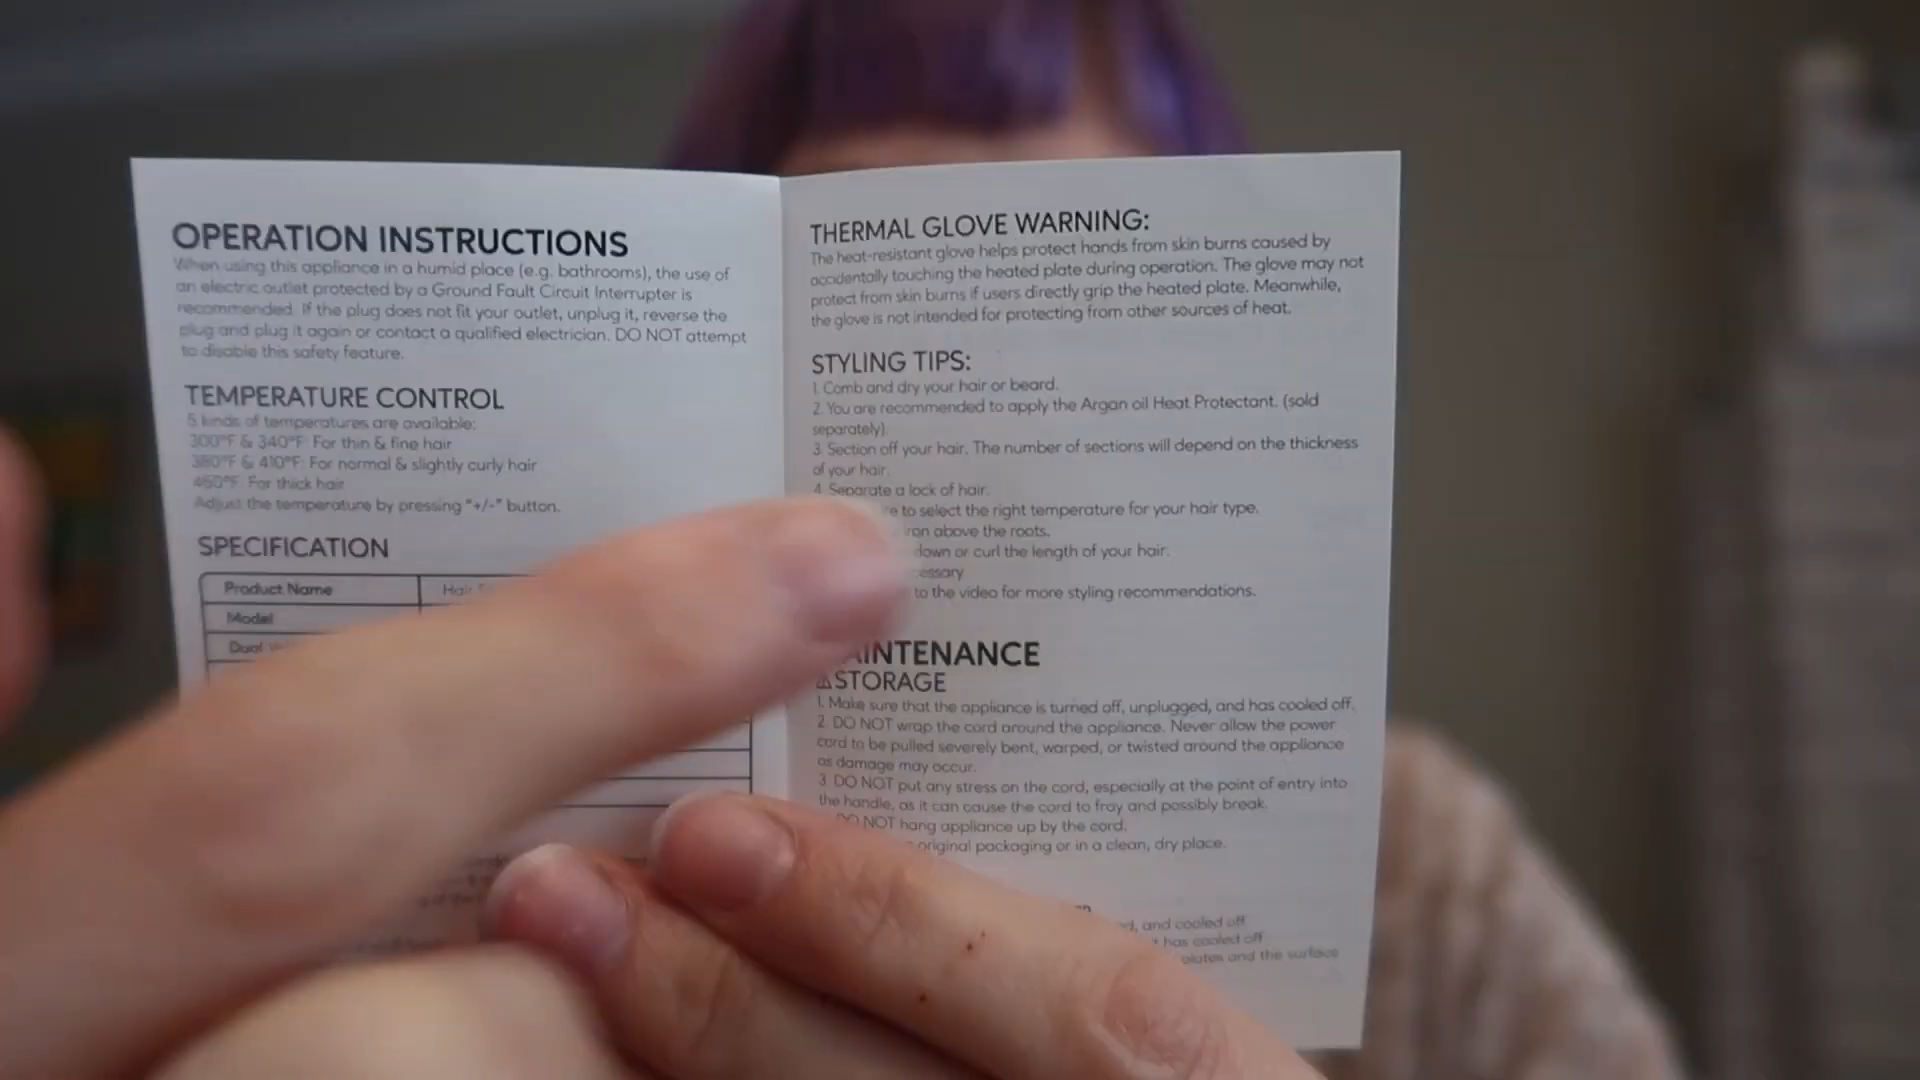 OPERATION INSTRUCTIONS
When using this appliance in a humid place (e.g. bathrooms), the use of
an electric outlet protected by a Ground Fault Circuit Interrupter is
recommended. If the plug does not fit your outlet, unplug it, reverse the
plug and plug it again or contact a qualified electrician. DO NOT attempt
to disable this safety feature.
TEMPERATURE CONTROL
5 kinds of temperatures are available:
300°F & 340°F: For thin & fine hair
380°F & 410°F: For normal & slightly curly hair
450°F: For thick hair
Adjust the temperature by pressing "+/-" button.
SPECIFICATION
Product Name Hair
Model
Dual
THERMAL GLOVE WARNING:
The heat-resistant glove helps protect hands from skin burns caused by
accidentally touching the heated plate during operation. The glove may not
protect from skin burns if users directly grip the heated plate. Meanwhile,
the glove is not intended for protecting from other sources of heat.
STYLING TIPS:
1. Comb and dry your hair or beard.
2. You are recommended to apply the Argan oil Heat Protectant. (sold
separately).
3. Section off your hair. The number of sections will depend on the thickness
of your hair.
4. Separate a lock of hair.
to select the right temperature for your hair type.
above the roots.
or curl the length of your hair.
to the video for more styling recommendations.
MAINTENANCE
⚠STORAGE
1. Make sure that the appliance is turned off, unplugged, and has cooled off.
2. DO NOT wrap the cord around the appliance. Never allow the power
cord to be pulled severely bent, warped, or twisted around the appliance
as damage may occur.
3. DO NOT put any stress on the cord, especially at the point of entry into
the handle, as it can cause the cord to fray and possibly break.
DO NOT hang appliance up by the cord.
original packaging or in a clean, dry place.
and cooled off
has cooled off
plates and the surface